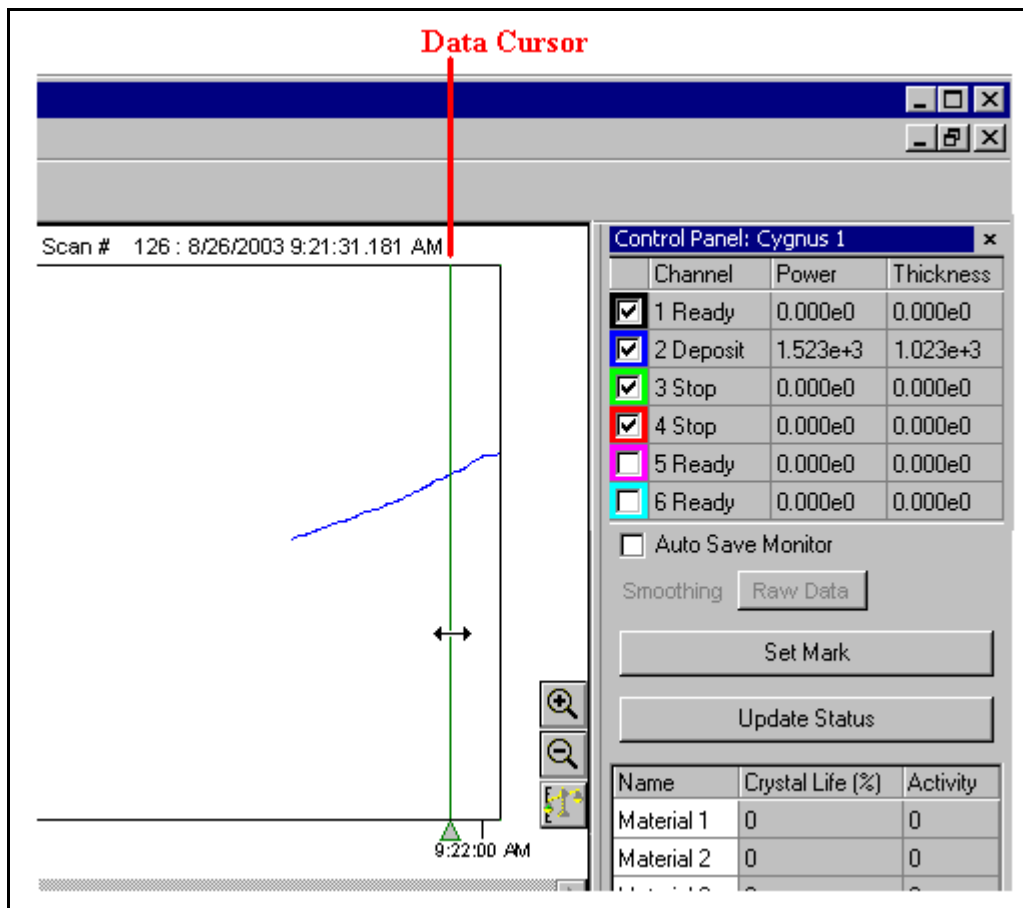 Data Cursor
Scan # 126 : 8/26/2003 9:21:31.181 AM
9:22:00 AM
Control Panel: Cygnus 1
Channel Power Thickness
1 Ready 0.000e0 0.000e0
2 Deposit 1.523e+3 1.023e+3
3 Stop 0.000e0 0.000e0
4 Stop 0.000e0 0.000e0
5 Ready 0.000e0 0.000e0
6 Ready 0.000e0 0.000e0
Auto Save Monitor
Smoothing Raw Data
Set Mark
Update Status
Name Crystal Life (%) Activity
Material 1 0 0
Material 2 0 0